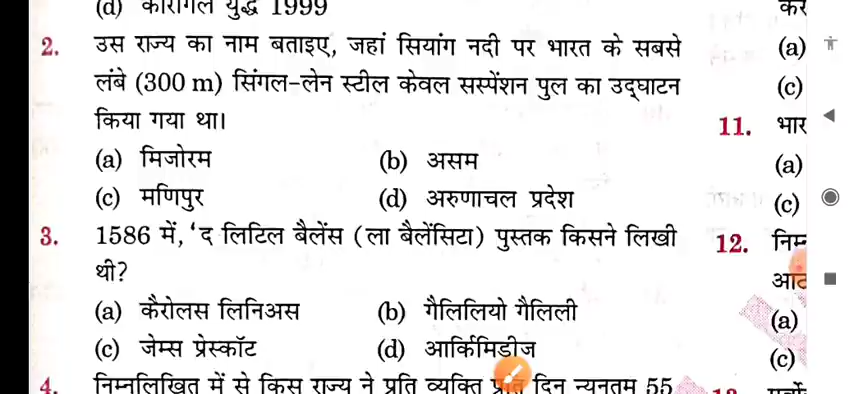 (d) कारगिल युद्ध 1999
2. उस राज्य का नाम बताइए, जहां सियांग नदी पर भारत के सबसे
लंबे (300 m) सिंगल-लेन स्टील केवल सस्पेंशन पुल का उद्घाटन
किया गया था।
(a) मिजोरम (b) असम
(c) मणिपुर (d) अरुणाचल प्रदेश
3. 1586 में, ‘द लिटिल बैलेंस (ला बैलेंसिटा) पुस्तक किसने लिखी
थी?
(a) कैरोलस लिनिअस (b) गैलिलियो गैलिली
(c) जेम्स प्रेस्कॉट (d) आर्किमिडीज
4. निम्नलिखित में से किस राज्य ने प्रति व्यक्ति प्रति दिन न्यूनतम 55
कर
(a)
(c)
11. भार
(a)
(c)
12. निम्न
आठ
(a)
(c)